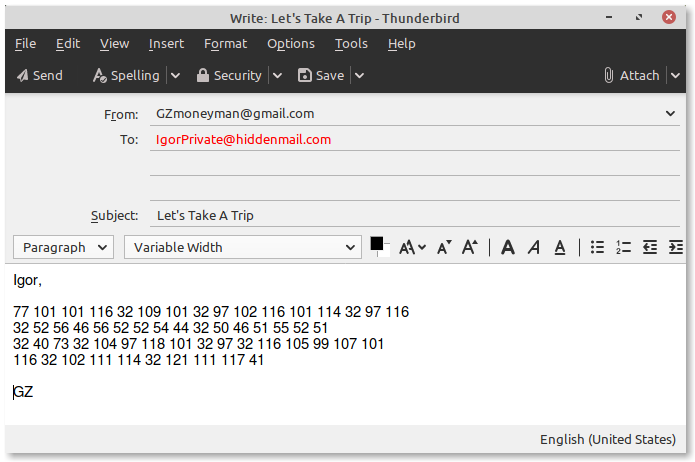 Write: Let's Take A Trip - Thunderbird
File Edit View Insert Format Options Tools Help
Send Spelling Security Save Attach
From: GZmoneyman@gmail.com
To: IgorPrivate@hiddenmail.com
Subject: Let's Take A Trip
Paragraph Variable Width
Igor,
77 101 101 116 32 109 101 32 97 102 116 101 114 32 97 116
32 52 56 46 56 52 52 54 44 32 50 46 51 55 52 51
32 40 73 32 104 97 118 101 32 97 32 116 105 99 107 101
116 32 102 111 114 32 121 111 117 41
GZ
English (United States)